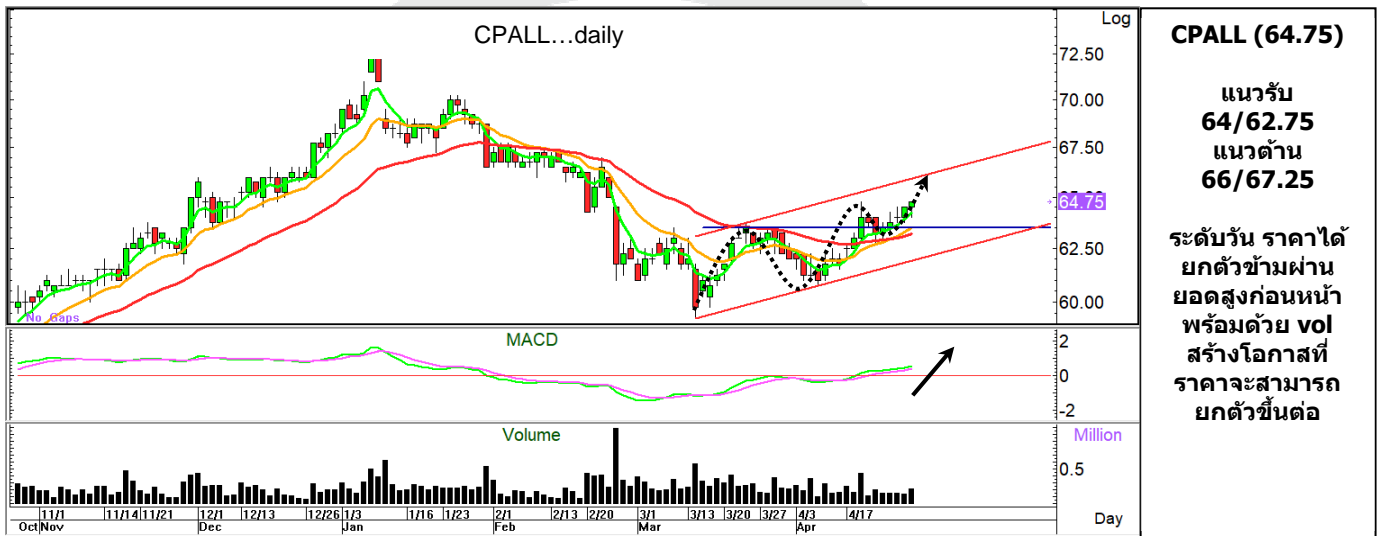 CPALL...daily
Log
72.50
70.00
67.50
64.75
62.50
60.00
No Gaps
MACD
2
0
-2
Volume
Million
0.5
11/1 11/14 11/21 12/1 12/13 12/26 1/3 1/16 1/23 2/1 2/13 2/20 3/1 3/13 3/20 3/27 4/3 4/17
Oct Nov Dec Jan Feb Mar Apr
Day
CPALL (64.75)
แนวรับ
64/62.75
แนวต้าน
66/67.25
ระดับวัน ราคาได้
ยกตัวข้ามผ่าน
ยอดสูงก่อนหน้า
พร้อมด้วย vol
สร้างโอกาสที่
ราคาจะสามารถ
ยกตัวขึ้นต่อ